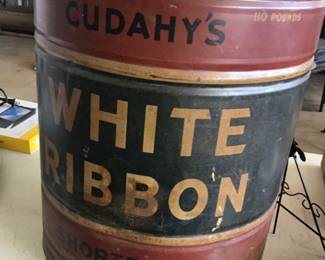 CUDAHY'S
110 POUNDS
WHITE
RIBBON